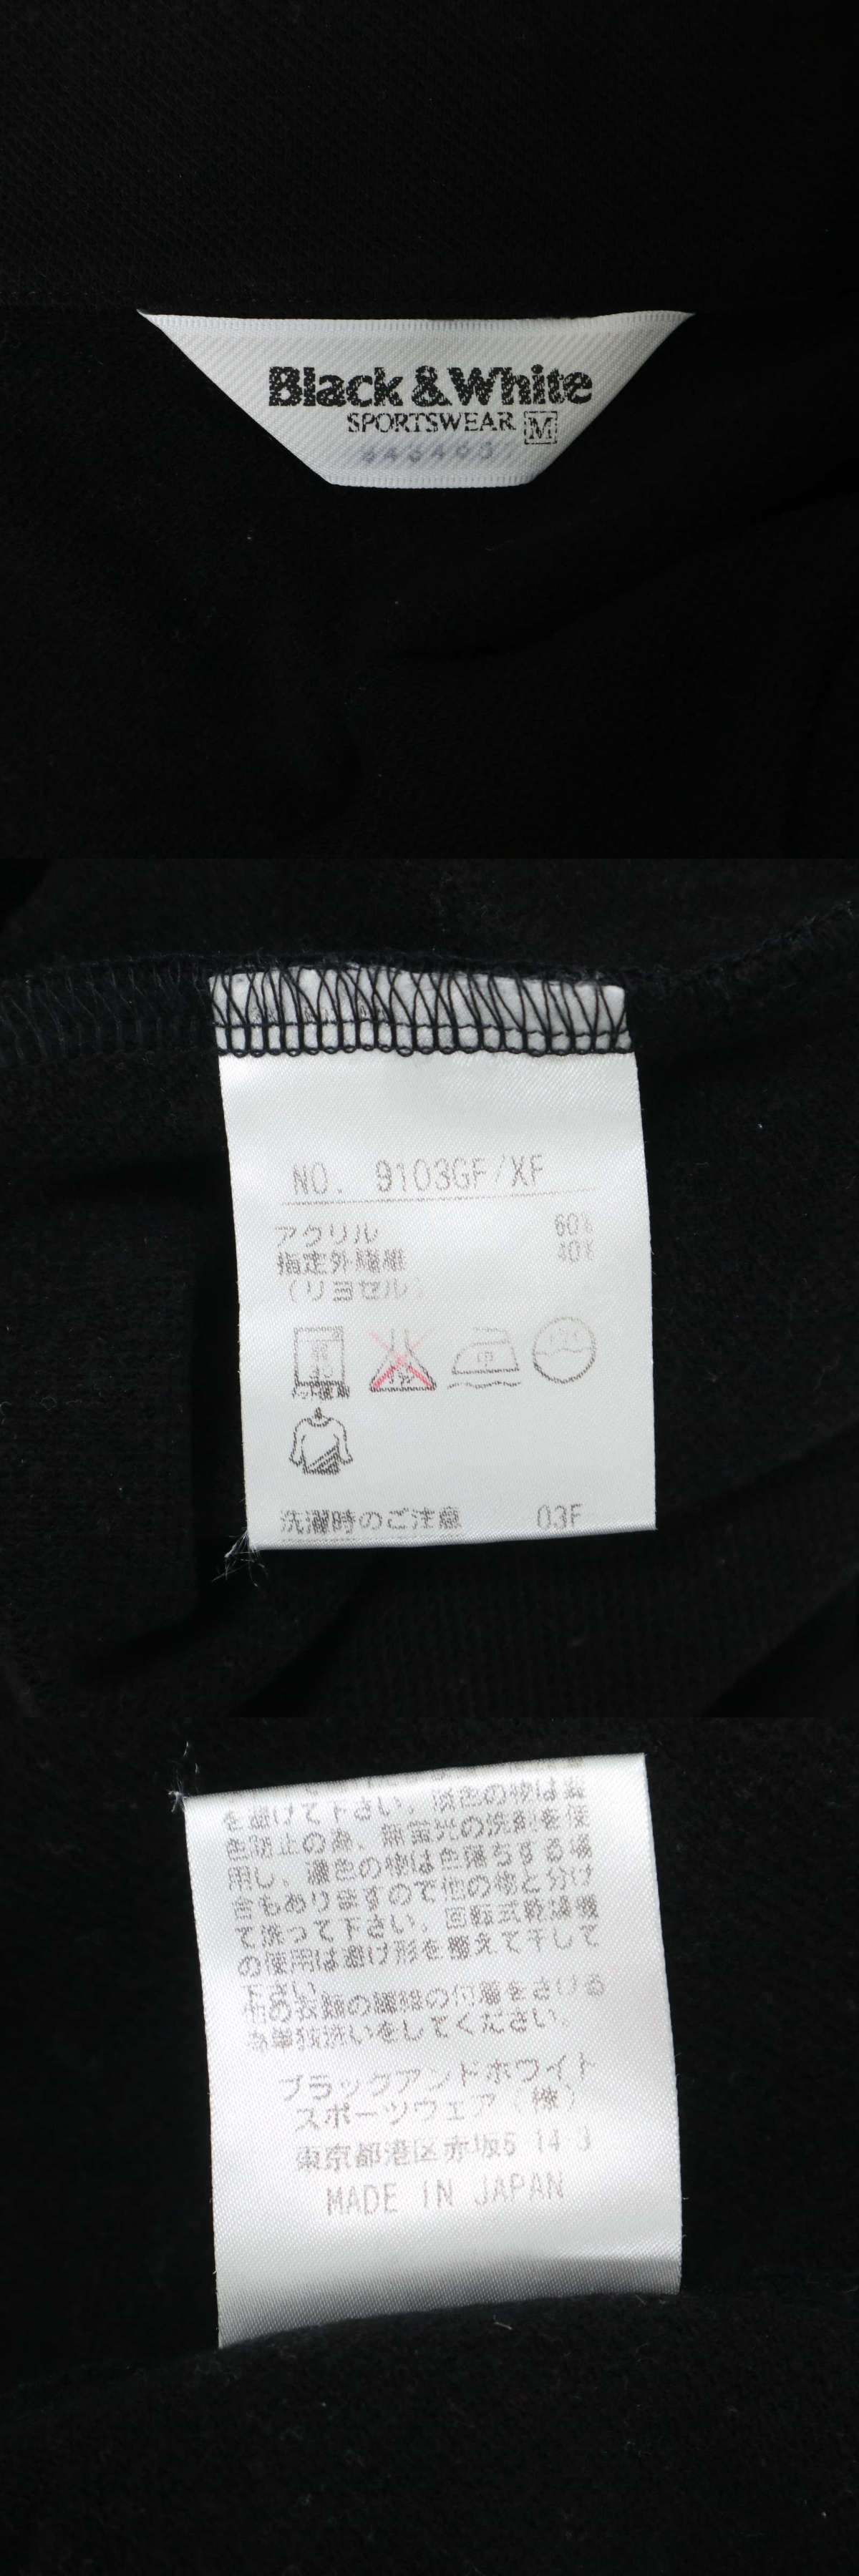 Black&White
SPORTSWEAR M
NO. 9103GF/XF
アクリル 60%
指定外繊維 40%
(リヨセル)
中
洗濯時のご注意 03F
を避けて下さい。淡色の物は変
色防止の為、無蛍光の洗剤を使
用し、濃色の物は色落ちする場
合もありますので他の物と分け
て洗って下さい。回転式乾燥機
の使用は避け形を整えて干して
下さい。
他の衣類の繊維の付着をさける
為単独洗いをしてください。
ブラックアンドホワイト
スポーツウェア(株)
東京都港区赤坂5 14 3
MADE IN JAPAN